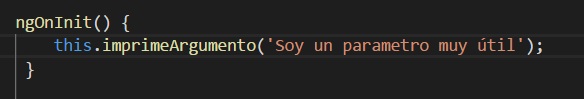 ngOnInit() {
this.imprimeArgumento('Soy un parametro muy útil');
}